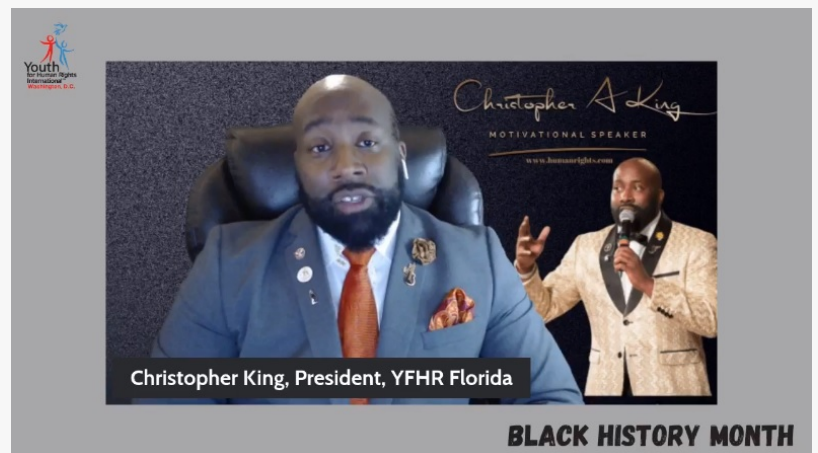 Youth
for Human Rights
International
Washington, D.C.
Christopher A King
MOTIVATIONAL SPEAKER
www.humanrights.com
Christopher King, President, YFHR Florida
BLACK HISTORY MONTH